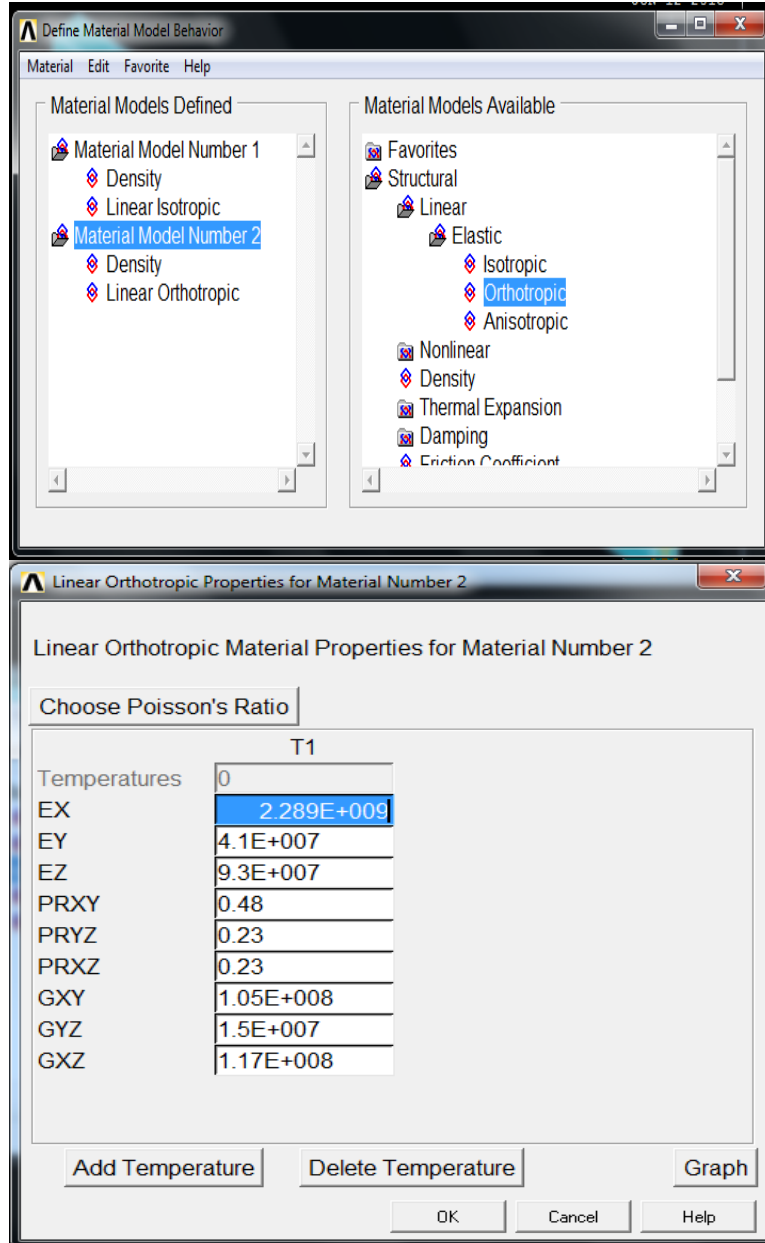 Define Material Model Behavior
Material Edit Favorite Help
Material Models Defined
Material Model Number 1
Density
Linear Isotropic
Material Model Number 2
Density
Linear Orthotropic
Material Models Available
Favorites
Structural
Linear
Elastic
Isotropic
Orthotropic
Anisotropic
Nonlinear
Density
Thermal Expansion
Damping
Friction Coefficient
Linear Orthotropic Properties for Material Number 2
Linear Orthotropic Material Properties for Material Number 2
Choose Poisson's Ratio
T1
Temperatures 0
EX 2.289E+009
EY 4.1E+007
EZ 9.3E+007
PRXY 0.48
PRYZ 0.23
PRXZ 0.23
GXY 1.05E+008
GYZ 1.5E+007
GXZ 1.17E+008
Add Temperature Delete Temperature Graph
OK Cancel Help